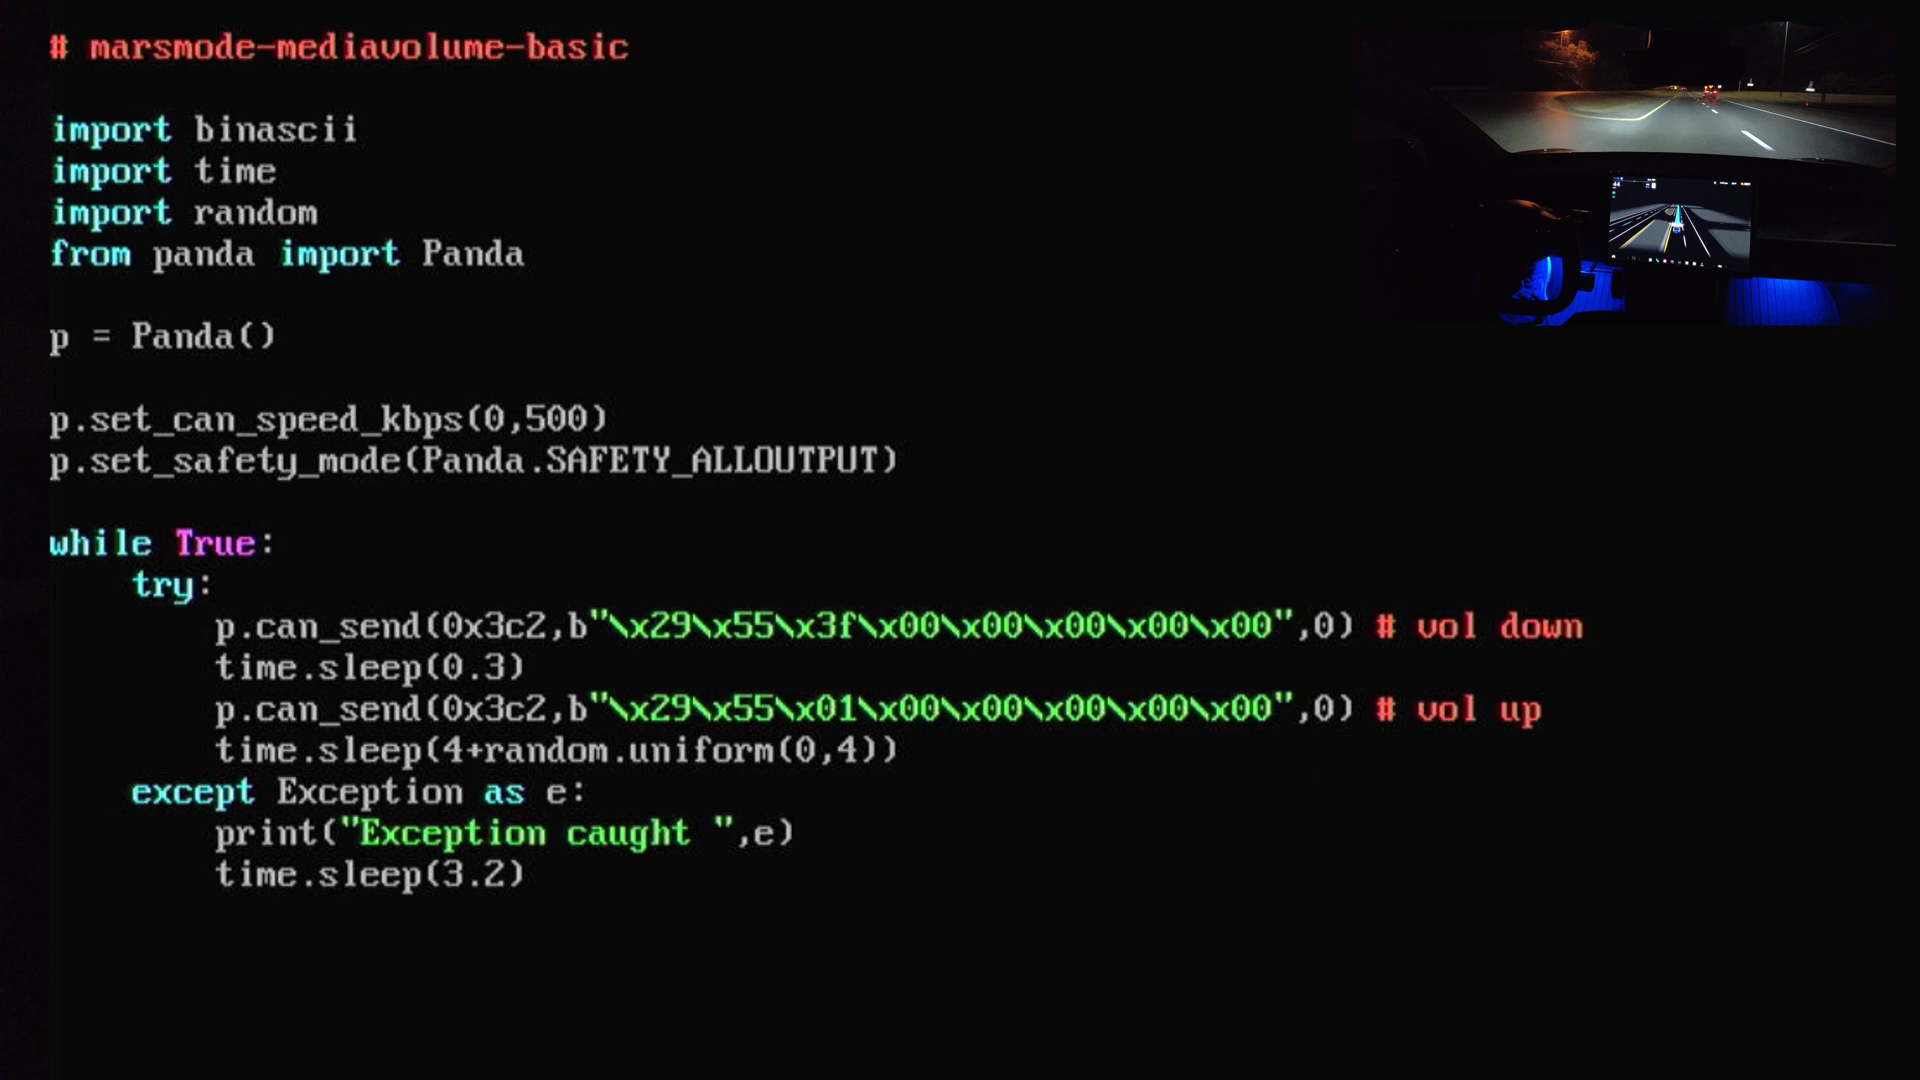 # marsmode-mediavolume-basic
import binascii
import time
import random
from panda import Panda
p = Panda()
p.set_can_speed_kbps(0,500)
p.set_safety_mode(Panda.SAFETY_ALLOUTPUT)
while True:
try:
p.can_send(0x3c2,b"\x29\x55\x3f\x00\x00\x00\x00\x00",0) # vol down
time.sleep(0.3)
p.can_send(0x3c2,b"\x29\x55\x01\x00\x00\x00\x00\x00",0) # vol up
time.sleep(4+random.uniform(0,4))
except Exception as e:
print("Exception caught ",e)
time.sleep(3.2)